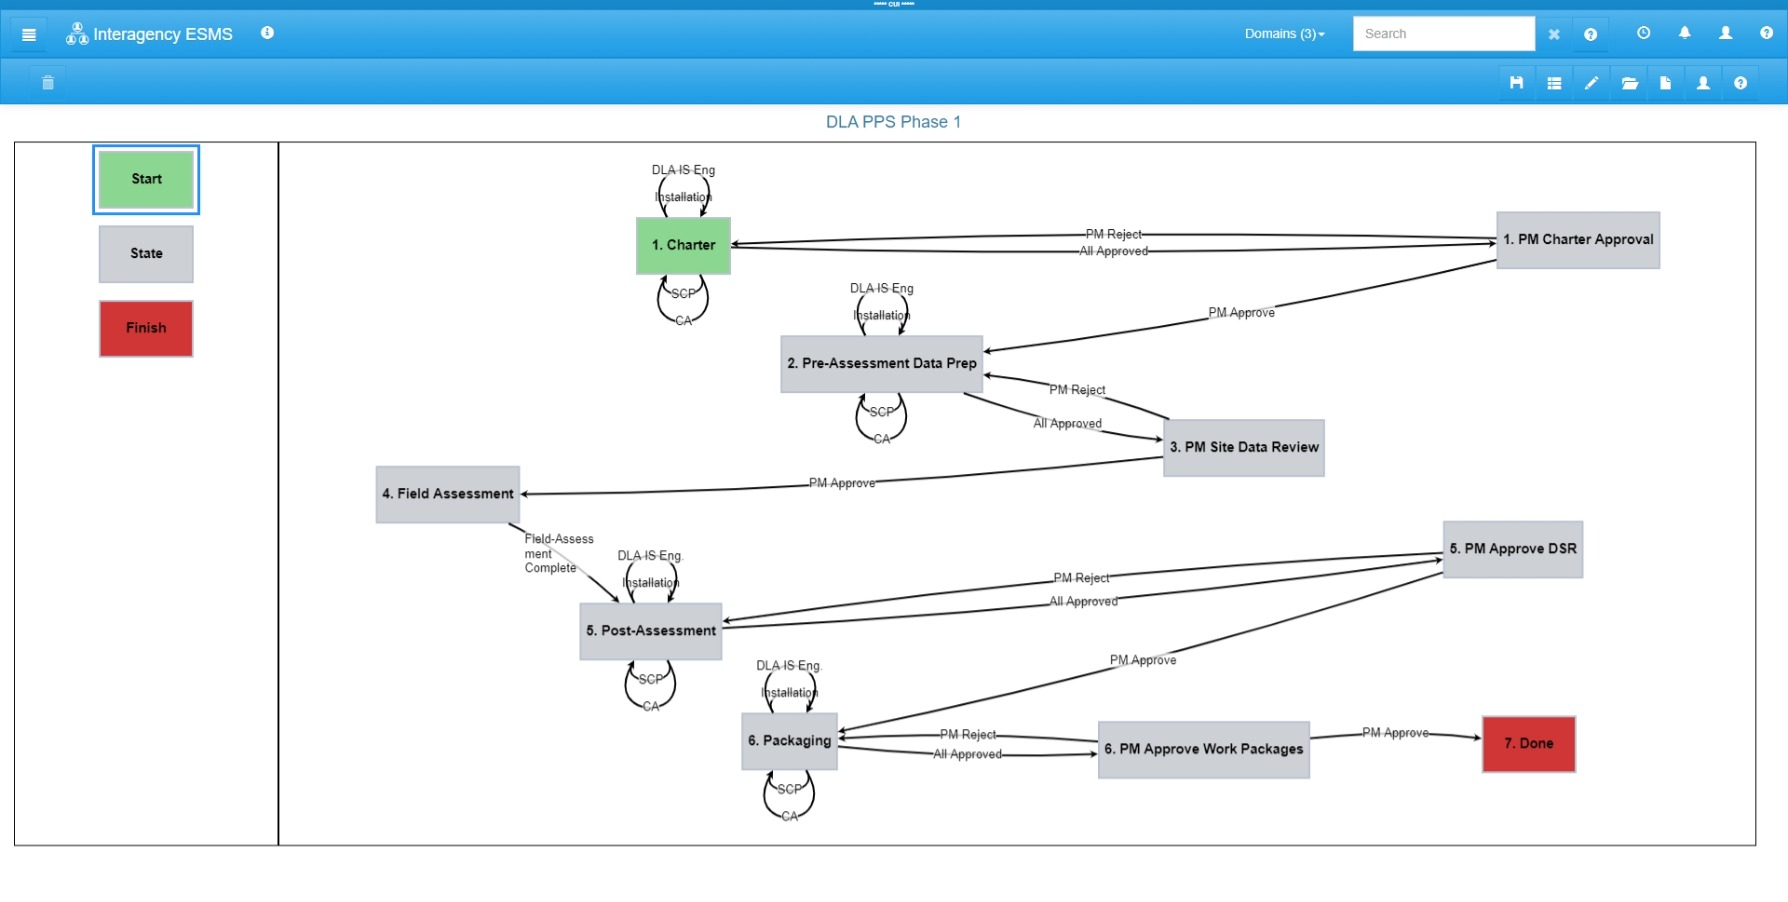 ***** CUI *****
Interagency ESMS
Domains (3)
Search
DLA PPS Phase 1
Start
State
Finish
DLA IS Eng
Installation
1. Charter
SCP
CA
PM Reject
All Approved
1. PM Charter Approval
PM Approve
DLA IS Eng
Installation
2. Pre-Assessment Data Prep
SCP
CA
PM Reject
All Approved
3. PM Site Data Review
PM Approve
4. Field Assessment
Field-Assess
ment
Complete
DLA IS Eng.
Installation
5. Post-Assessment
SCP
CA
PM Reject
All Approved
5. PM Approve DSR
PM Approve
DLA IS Eng.
Installation
6. Packaging
SCP
CA
PM Reject
All Approved
6. PM Approve Work Packages
PM Approve
7. Done